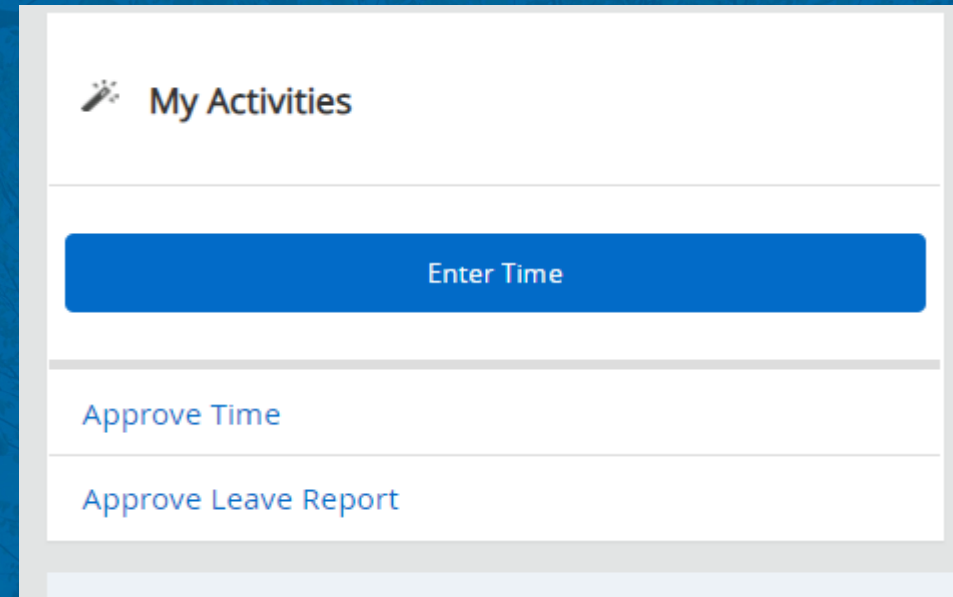 My Activities
Enter Time
Approve Time
Approve Leave Report